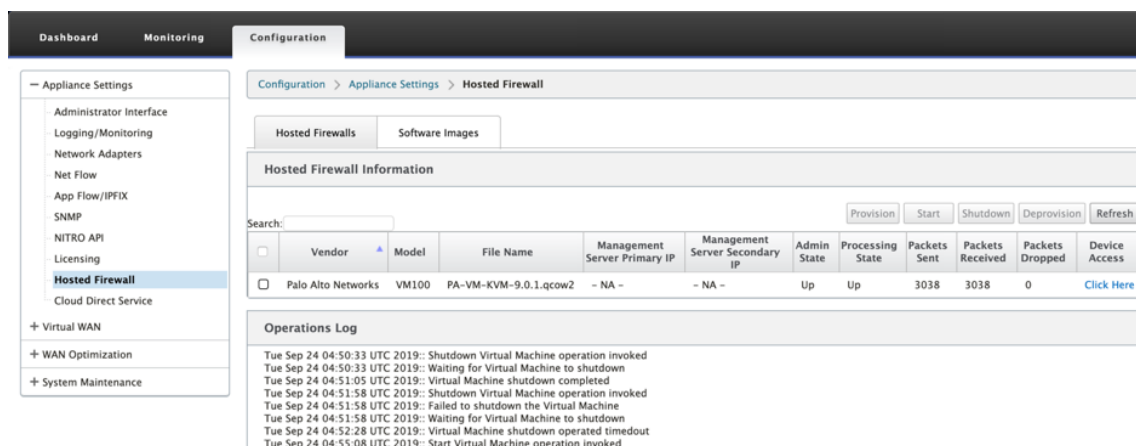 Dashboard Monitoring Configuration
— Appliance Settings
Administrator Interface
Logging/Monitoring
Network Adapters
Net Flow
App Flow/IPFIX
SNMP
NITRO API
Licensing
Hosted Firewall
Cloud Direct Service
+ Virtual WAN
+ WAN Optimization
+ System Maintenance
Configuration > Appliance Settings > Hosted Firewall
Hosted Firewalls Software Images
Hosted Firewall Information
Provision Start Shutdown Deprovision Refresh
Search:
Vendor Model File Name Management Server Primary IP Management Server Secondary IP Admin State Processing State Packets Sent Packets Received Packets Dropped Device Access
Palo Alto Networks VM100 PA-VM-KVM-9.0.1.qcow2 - NA - - NA - Up Up 3038 3038 0 Click Here
Operations Log
Tue Sep 24 04:50:33 UTC 2019:: Shutdown Virtual Machine operation invoked
Tue Sep 24 04:50:33 UTC 2019:: Waiting for Virtual Machine to shutdown
Tue Sep 24 04:51:05 UTC 2019:: Virtual Machine shutdown completed
Tue Sep 24 04:51:58 UTC 2019:: Shutdown Virtual Machine operation invoked
Tue Sep 24 04:51:58 UTC 2019:: Failed to shutdown the Virtual Machine
Tue Sep 24 04:51:58 UTC 2019:: Waiting for Virtual Machine to shutdown
Tue Sep 24 04:52:28 UTC 2019:: Virtual Machine shutdown operated timedout
Tue Sep 24 04:55:08 UTC 2019:: Start Virtual Machine operation invoked